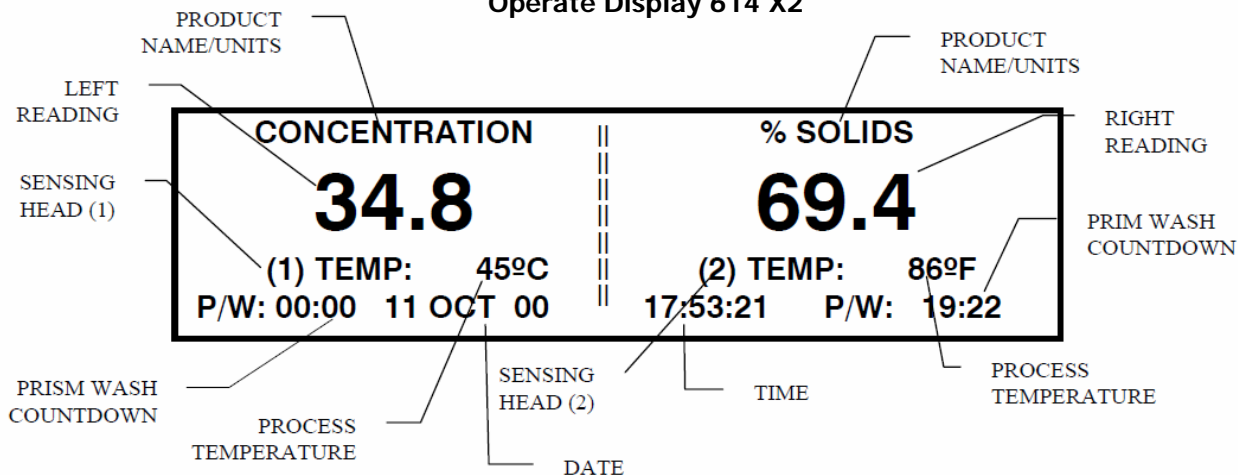 Operate Display 614 X2
PRODUCT
NAME/UNITS
PRODUCT
NAME/UNITS
LEFT
READING
RIGHT
READING
SENSING
HEAD (1)
PRIM WASH
COUNTDOWN
CONCENTRATION
34.8
(1) TEMP: 45ºC
P/W: 00:00 11 OCT 00
% SOLIDS
69.4
(2) TEMP: 86ºF
17:53:21 P/W: 19:22
PRISM WASH
COUNTDOWN
PROCESS
TEMPERATURE
DATE
SENSING
HEAD (2)
TIME
PROCESS
TEMPERATURE